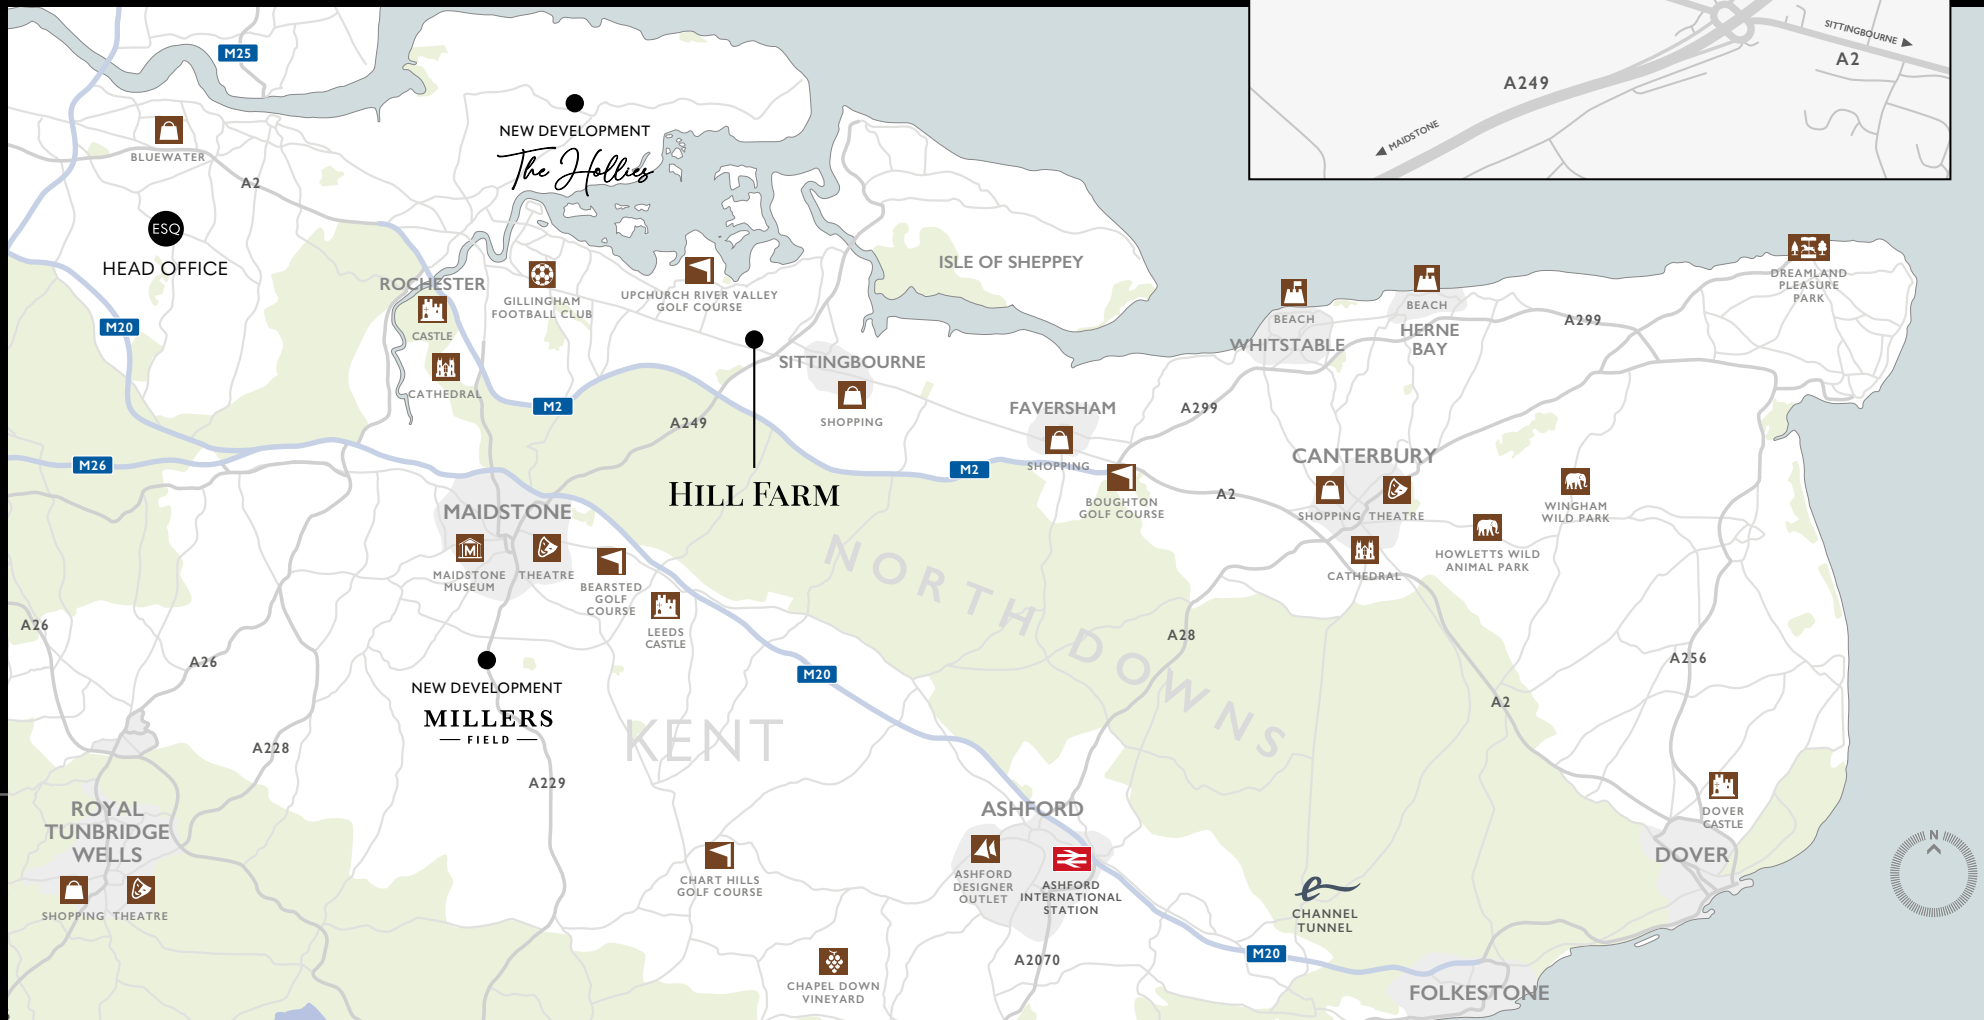 M25
SITTINGBOURNE
A2
A249
MAIDSTONE
NEW DEVELOPMENT
The Hollies
BLUEWATER
A2
ESQ
HEAD OFFICE
ISLE OF SHEPPEY
ROCHESTER
CASTLE
CATHEDRAL
GILLINGHAM
FOOTBALL CLUB
UPCHURCH RIVER VALLEY
GOLF COURSE
DREAMLAND
PLEASURE
PARK
BEACH
WHITSTABLE
BEACH
HERNE
BAY
A299
M20
SITTINGBOURNE
SHOPPING
M2
A249
FAVERSHAM
SHOPPING
A299
M26
M2
HILL FARM
BOUGHTON
GOLF COURSE
A2
CANTERBURY
SHOPPING
THEATRE
CATHEDRAL
WINGHAM
WILD PARK
HOWLETTS WILD
ANIMAL PARK
MAIDSTONE
MAIDSTONE
MUSEUM
THEATRE
BEARSTED
GOLF
COURSE
LEEDS
CASTLE
NORTH DOWNS
A26
A26
A28
A256
M20
NEW DEVELOPMENT
MILLERS
FIELD
KENT
A2
A228
A229
ROYAL
TUNBRIDGE
WELLS
SHOPPING
THEATRE
ASHFORD
ASHFORD
DESIGNER
OUTLET
ASHFORD
INTERNATIONAL
STATION
CHART HILLS
GOLF COURSE
DOVER
CASTLE
DOVER
N
CHANNEL
TUNNEL
A2070
M20
CHAPEL DOWN
VINEYARD
FOLKESTONE